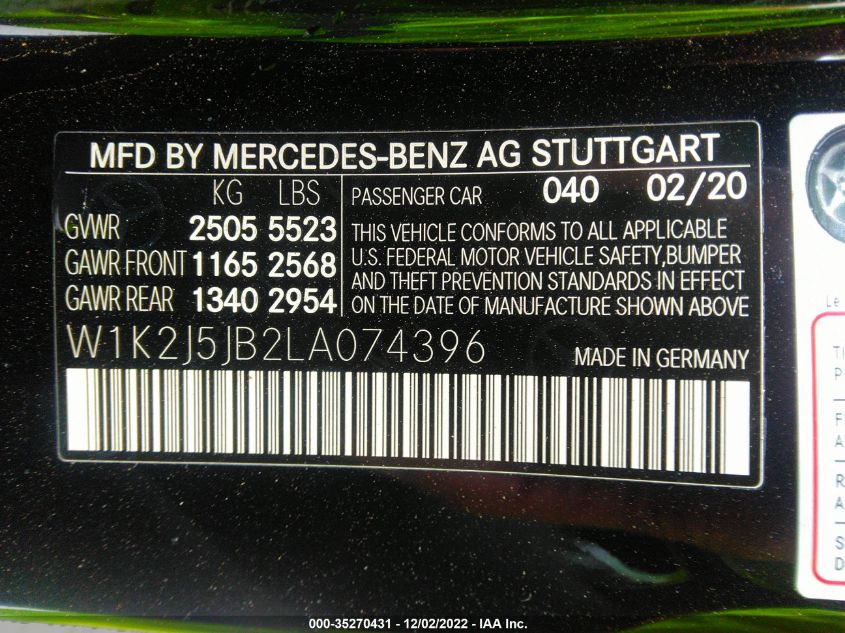 MFD BY MERCEDES-BENZ AG STUTTGART
KG LBS
GVWR 2505 5523
GAWR FRONT 1165 2568
GAWR REAR 1340 2954
PASSENGER CAR 040 02/20
THIS VEHICLE CONFORMS TO ALL APPLICABLE
U.S. FEDERAL MOTOR VEHICLE SAFETY,BUMPER
AND THEFT PREVENTION STANDARDS IN EFFECT
ON THE DATE OF MANUFACTURE SHOWN ABOVE
W1K2J5JB2LA074396 MADE IN GERMANY
Le
000-35270431 - 12/02/2022 - IAA Inc.